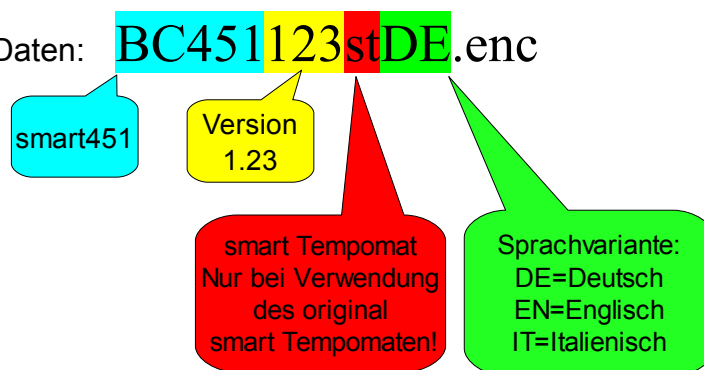 Daten: BC451123stDE.enc
smart451
Version
1.23
smart Tempomat
Nur bei Verwendung
des original
smart Tempomaten!
Sprachvariante:
DE=Deutsch
EN=Englisch
IT=Italienisch